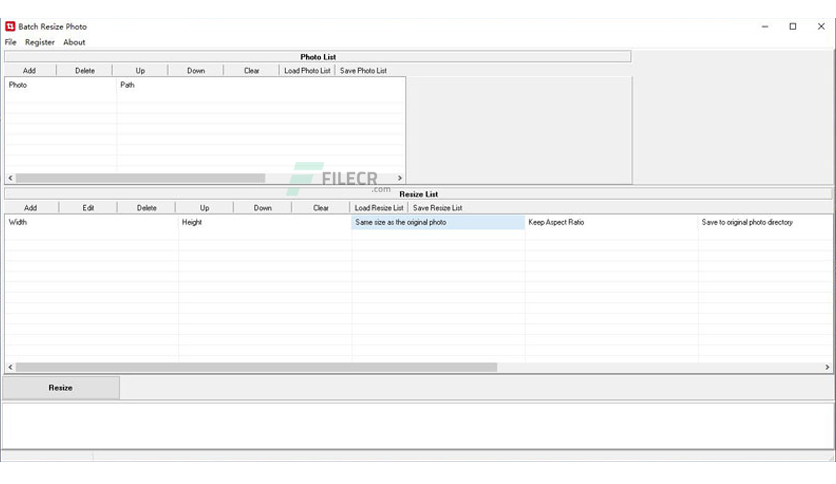 Batch Resize Photo
File Register About
Photo List
Add Delete Up Down Clear Load Photo List Save Photo List
Photo Path
FILECR
.com
Resize List
Add Edit Delete Up Down Clear Load Resize List Save Resize List
Width Height Same size as the original photo Keep Aspect Ratio Save to original photo directory
Resize